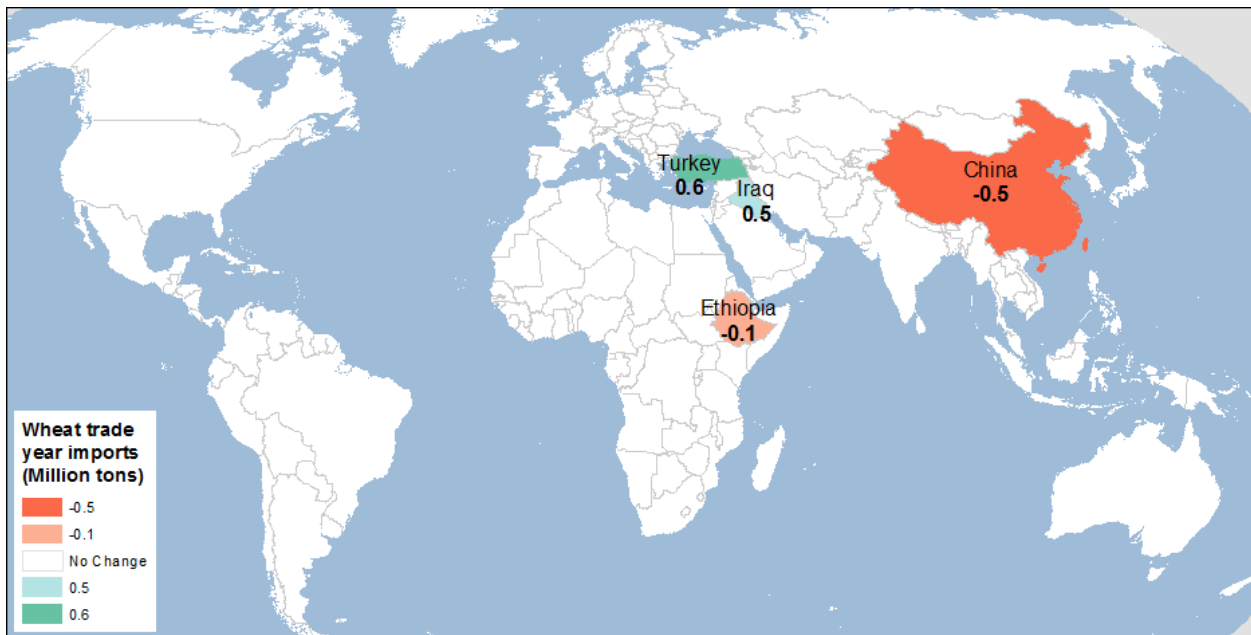 Turkey
0.6
Iraq
0.5
China
-0.5
Ethiopia
-0.1
Wheat trade
year imports
(Million tons)
-0.5
-0.1
No Change
0.5
0.6